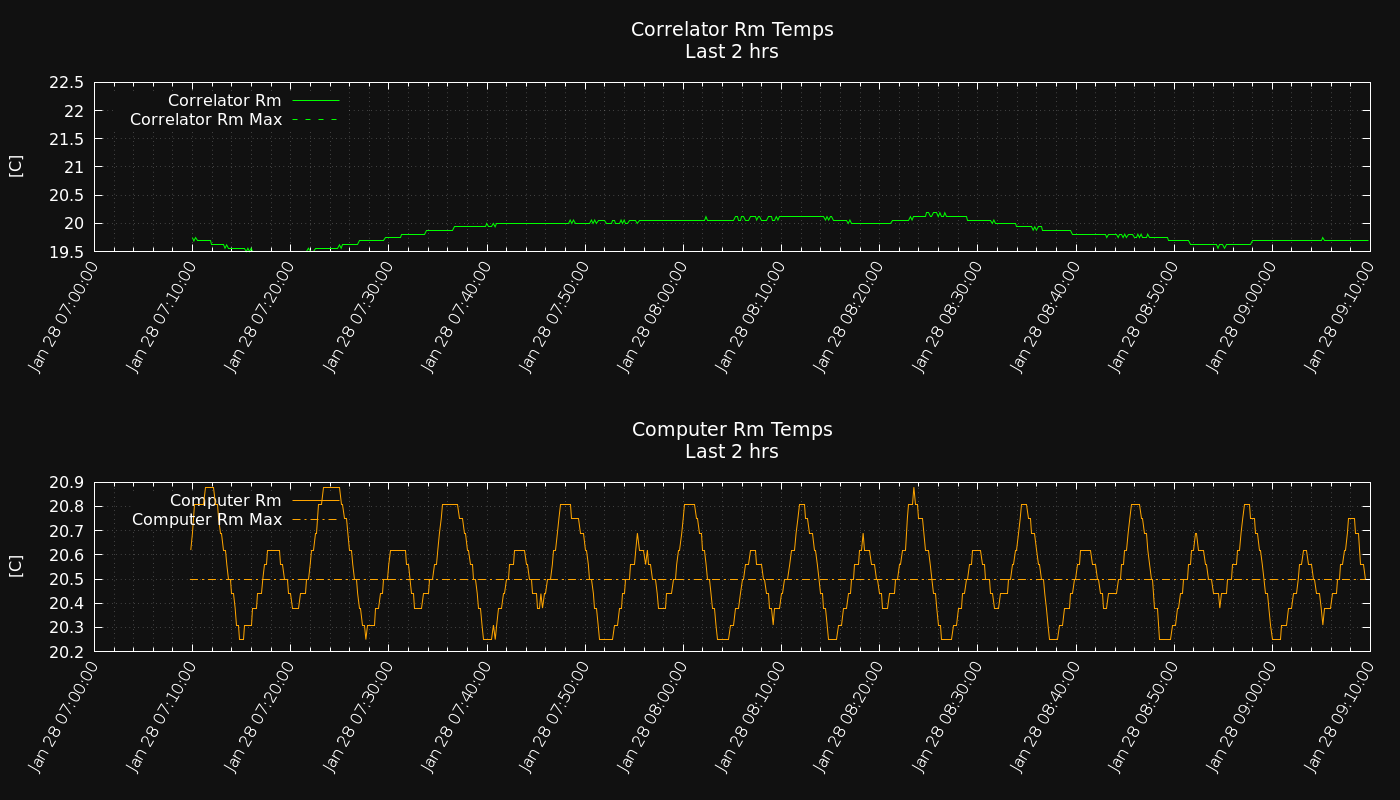 Correlator Rm Temps
Last 2 hrs
22.5
22
21.5
21
20.5
20
19.5
[C]
Correlator Rm
Correlator Rm Max
Jan 28 07:00:00
Jan 28 07:10:00
Jan 28 07:20:00
Jan 28 07:30:00
Jan 28 07:40:00
Jan 28 07:50:00
Jan 28 08:00:00
Jan 28 08:10:00
Jan 28 08:20:00
Jan 28 08:30:00
Jan 28 08:40:00
Jan 28 08:50:00
Jan 28 09:00:00
Jan 28 09:10:00
Computer Rm Temps
Last 2 hrs
20.9
20.8
20.7
20.6
20.5
20.4
20.3
20.2
[C]
Computer Rm
Computer Rm Max
Jan 28 07:00:00
Jan 28 07:10:00
Jan 28 07:20:00
Jan 28 07:30:00
Jan 28 07:40:00
Jan 28 07:50:00
Jan 28 08:00:00
Jan 28 08:10:00
Jan 28 08:20:00
Jan 28 08:30:00
Jan 28 08:40:00
Jan 28 08:50:00
Jan 28 09:00:00
Jan 28 09:10:00